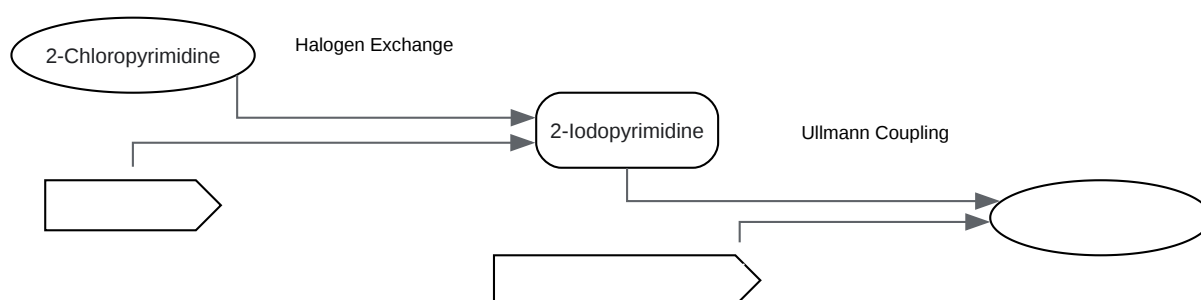 2-Chloropyrimidine
Halogen Exchange
2-Iodopyrimidine
Ullmann Coupling